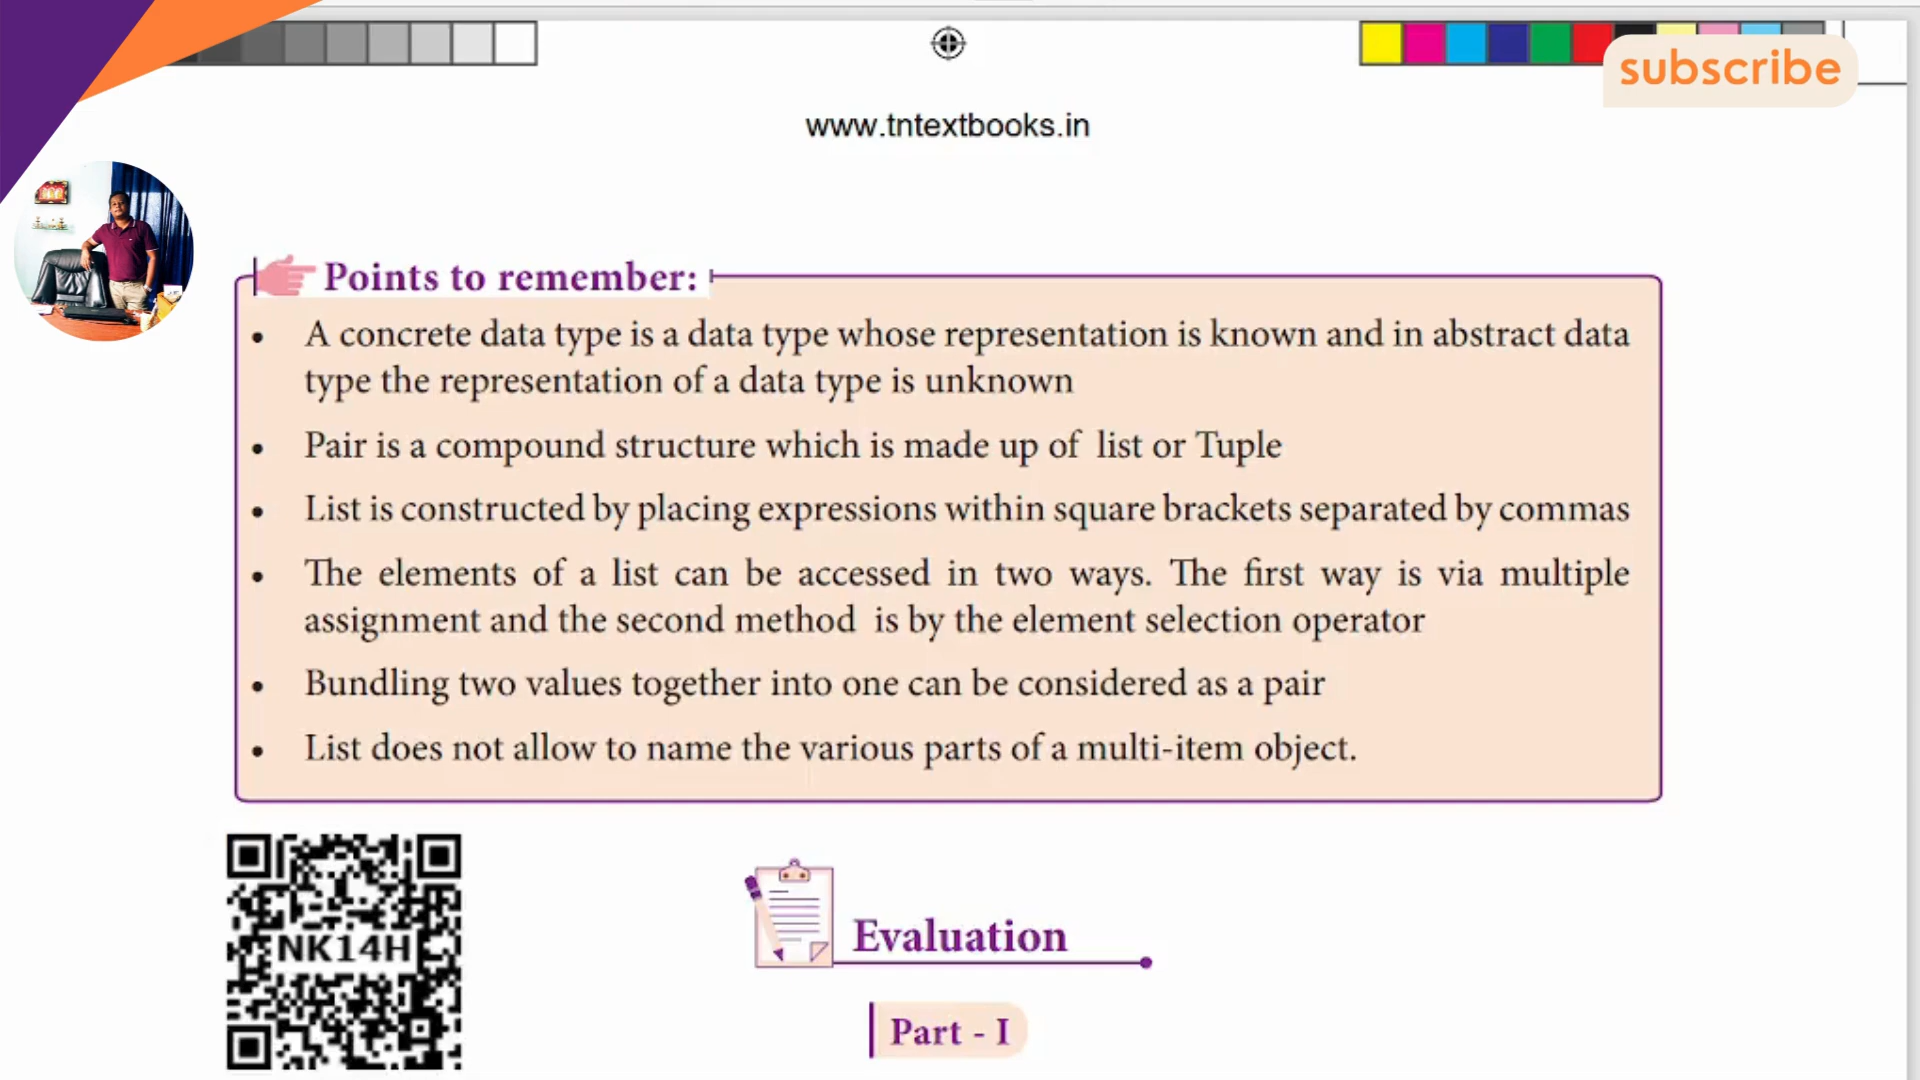 subscribe
www.tntextbooks.in
Points to remember:
• A concrete data type is a data type whose representation is known and in abstract data
type the representation of a data type is unknown
• Pair is a compound structure which is made up of list or Tuple
• List is constructed by placing expressions within square brackets separated by commas
• The elements of a list can be accessed in two ways. The first way is via multiple
assignment and the second method is by the element selection operator
• Bundling two values together into one can be considered as a pair
• List does not allow to name the various parts of a multi-item object.
NK14H
Evaluation
Part - I